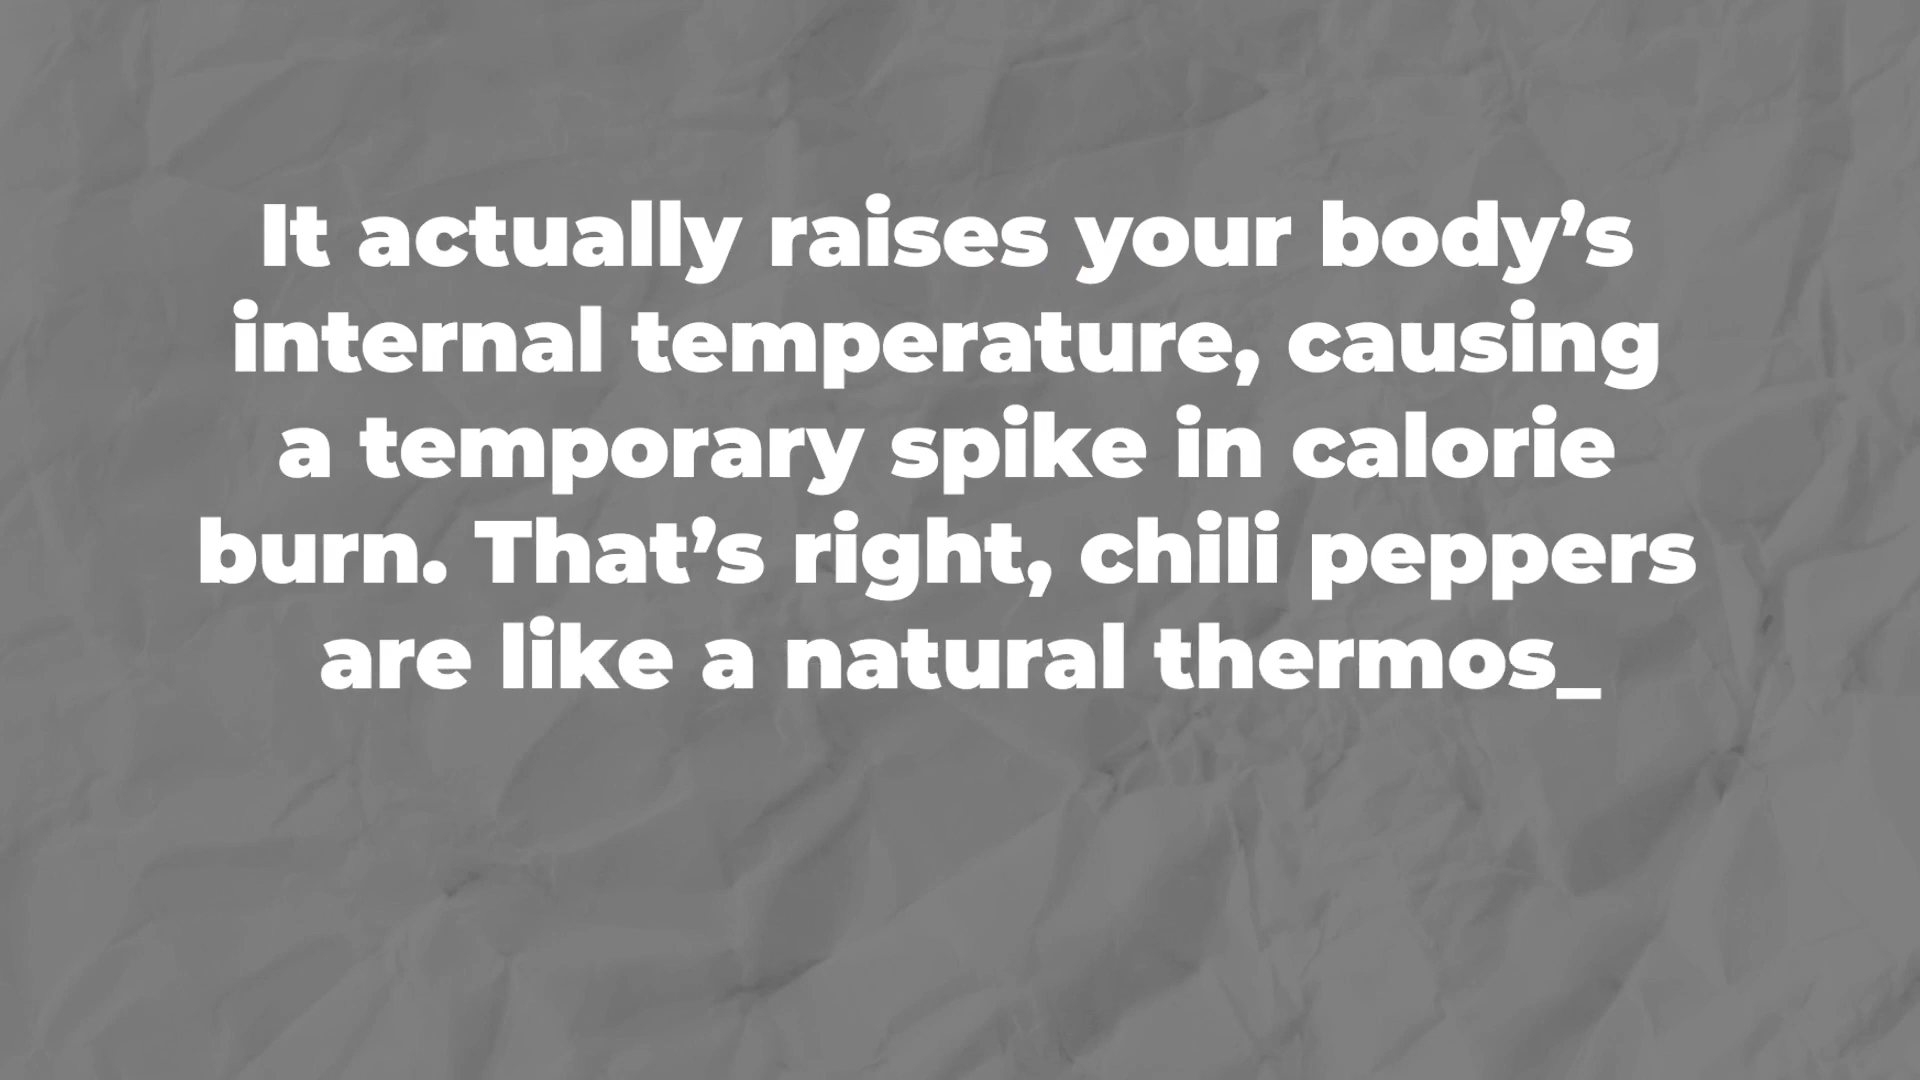 It actually raises your body’s
internal temperature, causing
a temporary spike in calorie
burn. That’s right, chili peppers
are like a natural thermos_